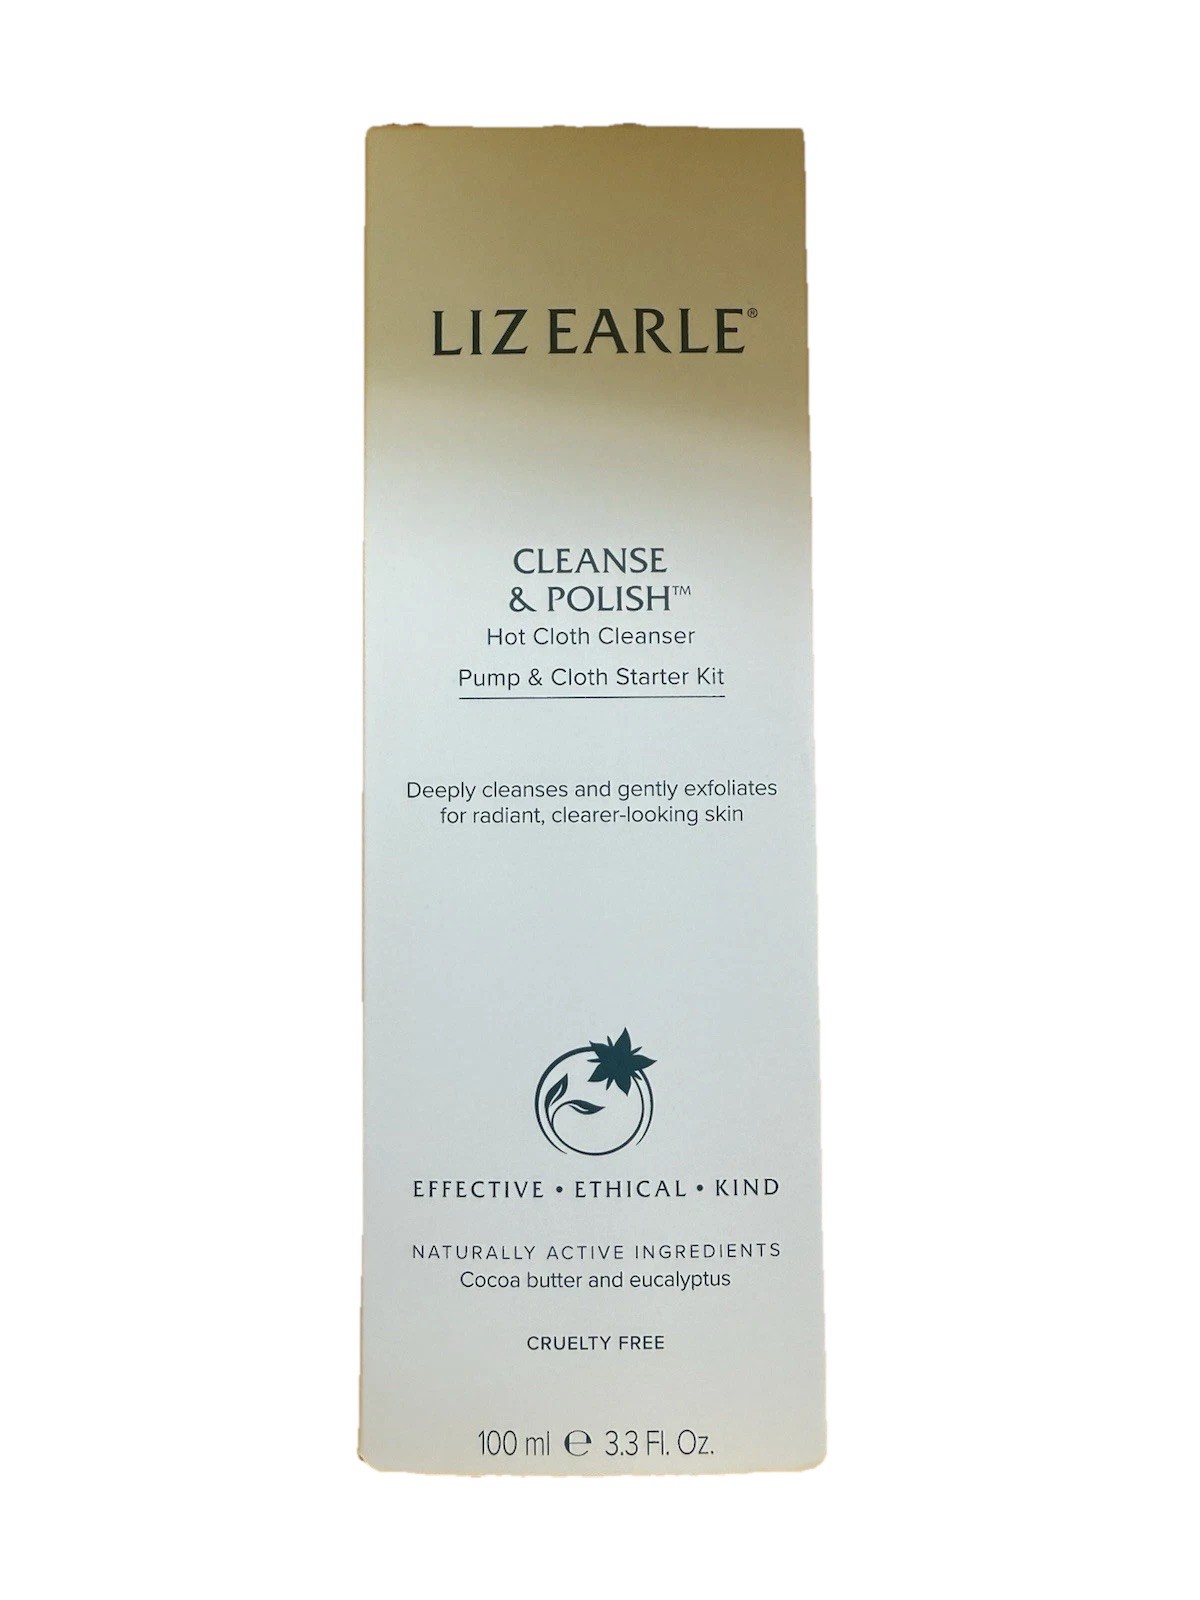 LIZ EARLE®
CLEANSE
& POLISH™
Hot Cloth Cleanser
Pump & Cloth Starter Kit
Deeply cleanses and gently exfoliates
for radiant, clearer-looking skin
EFFECTIVE • ETHICAL • KIND
NATURALLY ACTIVE INGREDIENTS
Cocoa butter and eucalyptus
CRUELTY FREE
100 ml ℮ 3.3 Fl. Oz.